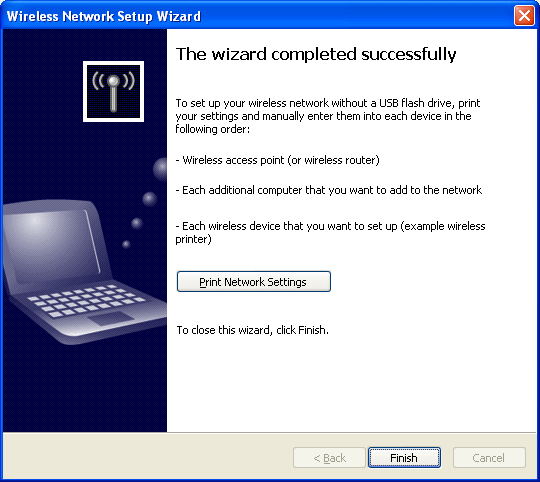 Wireless Network Setup Wizard
The wizard completed successfully
To set up your wireless network without a USB flash drive, print
your settings and manually enter them into each device in the
following order:
- Wireless access point (or wireless router)
- Each additional computer that you want to add to the network
- Each wireless device that you want to set up (example wireless
printer)
Print Network Settings
To close this wizard, click Finish.
< Back
Finish
Cancel